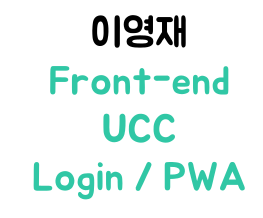 이영재
Front-end
UCC
Login / PWA